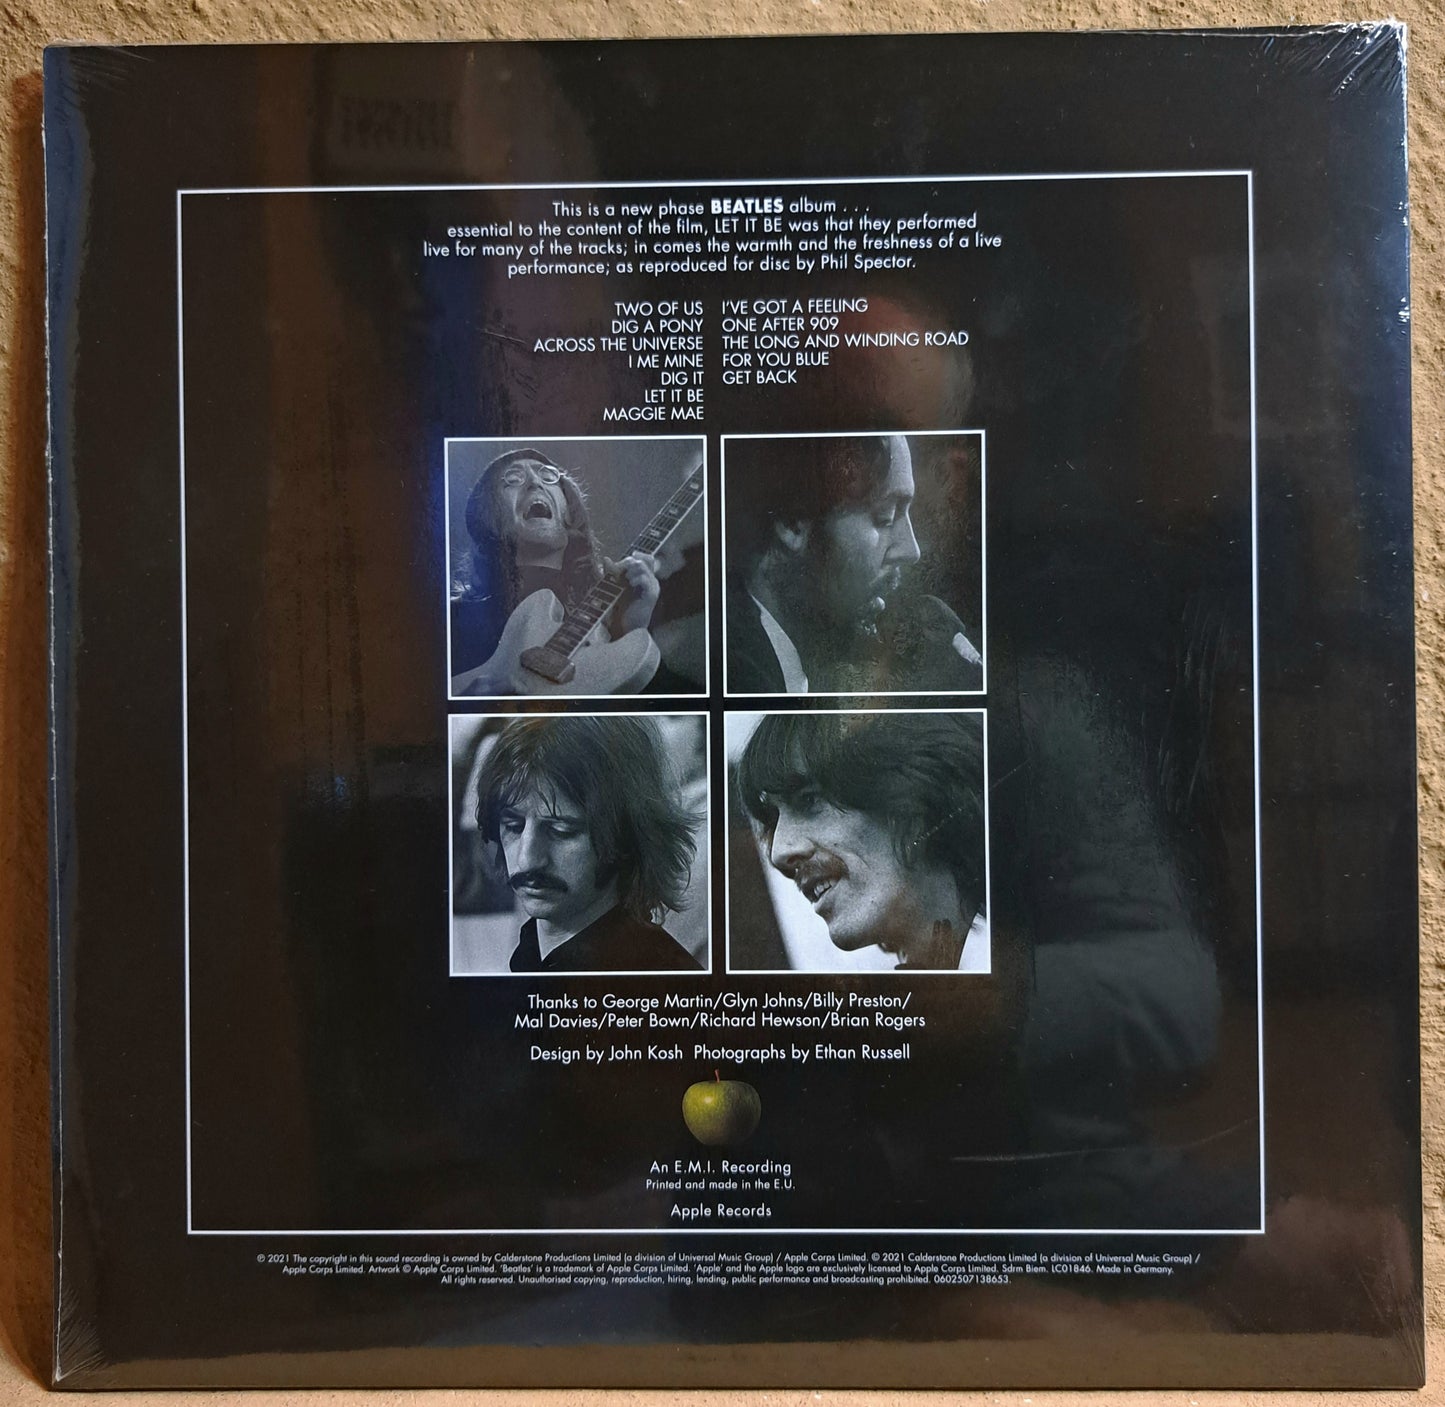 This is a new phase BEATLES album . . .
essential to the content of the film, LET IT BE was that they performed
live for many of the tracks; in comes the warmth and the freshness of a live
performance; as reproduced for disc by Phil Spector.
TWO OF US
DIG A PONY
ACROSS THE UNIVERSE
I ME MINE
DIG IT
LET IT BE
MAGGIE MAE
I'VE GOT A FEELING
ONE AFTER 909
THE LONG AND WINDING ROAD
FOR YOU BLUE
GET BACK
Thanks to George Martin/Glyn Johns/Billy Preston/
Mal Davies/Peter Bown/Richard Hewson/Brian Rogers
Design by John Kosh Photographs by Ethan Russell
An E.M.I. Recording
Printed and made in the E.U.
Apple Records
℗ 2021 The copyright in this sound recording is owned by Calderstone Productions Limited (a division of Universal Music Group) / Apple Corps Limited. © 2021 Calderstone Productions Limited (a division of Universal Music Group) /
Apple Corps Limited. Artwork © Apple Corps Limited. 'Beatles' is a trademark of Apple Corps Limited. 'Apple' and the Apple logo are exclusively licensed to Apple Corps Limited. Sdrm Biem. LC01846. Made in Germany.
All rights reserved. Unauthorised copying, reproduction, hiring, lending, public performance and broadcasting prohibited. 0602507138653.